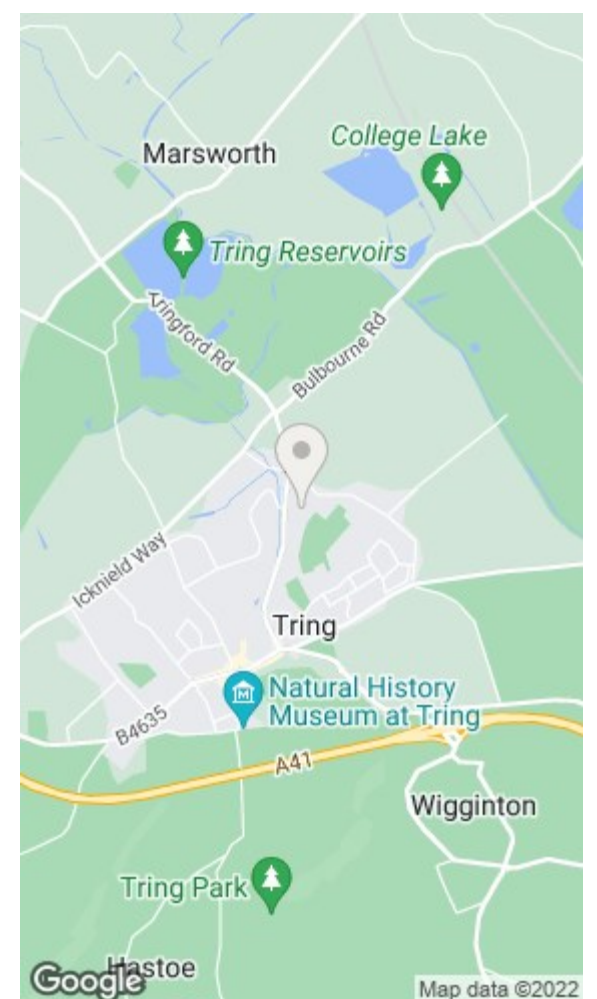 College Lake
Marsworth
Tring Reservoirs
Tringford Rd
Bulbourne Rd
Icknield Way
Tring
Natural History
Museum at Tring
B4635
A41
Wigginton
Tring Park
Hastoe
Google
Map data ©2022